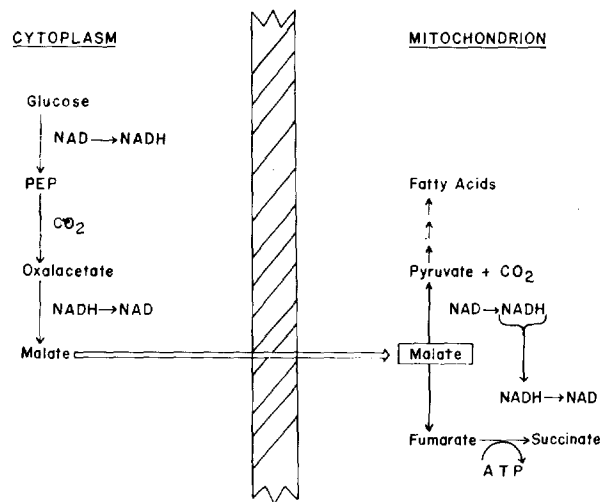 CYTOPLASM
Glucose
NAD → NADH
PEP
CO2
Oxalacetate
NADH → NAD
Malate
MITOCHONDRION
Fatty Acids
Pyruvate + CO2
NAD → NADH
Malate
NADH → NAD
Fumarate → Succinate
ATP